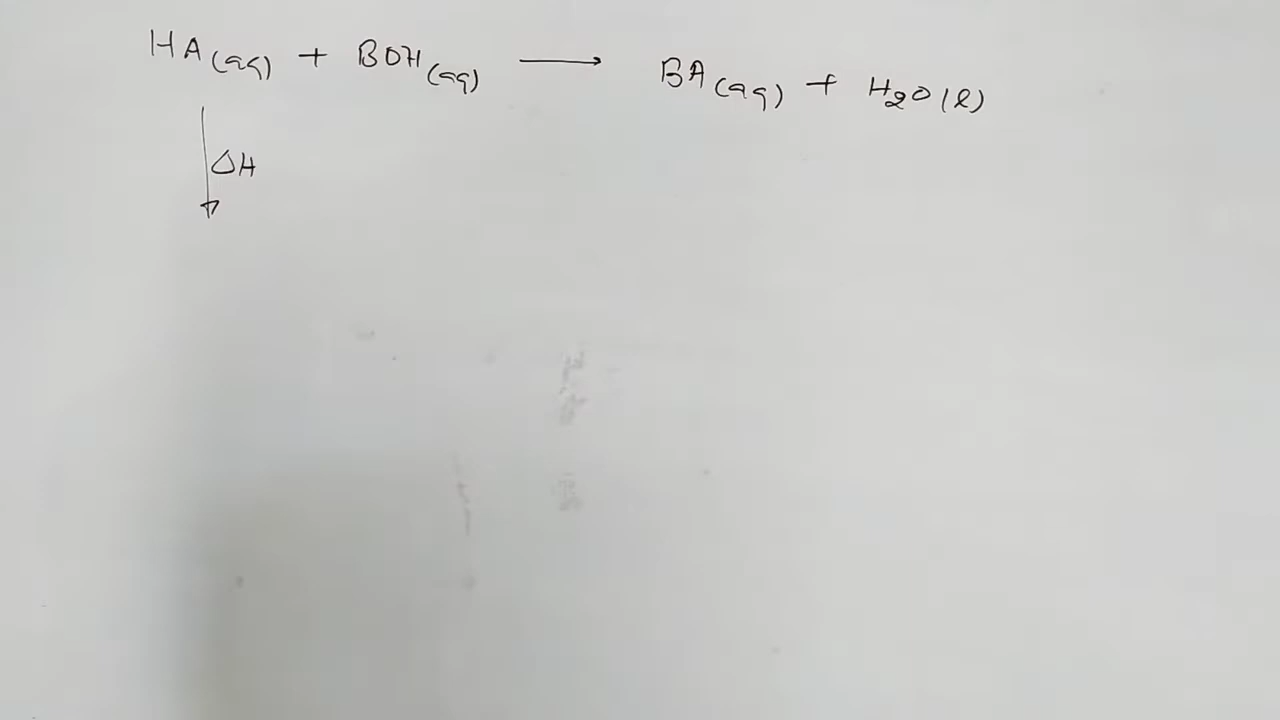 HA(aq) + BOH(aq) ⟶ BA(aq) + H2O(l)
ΔH